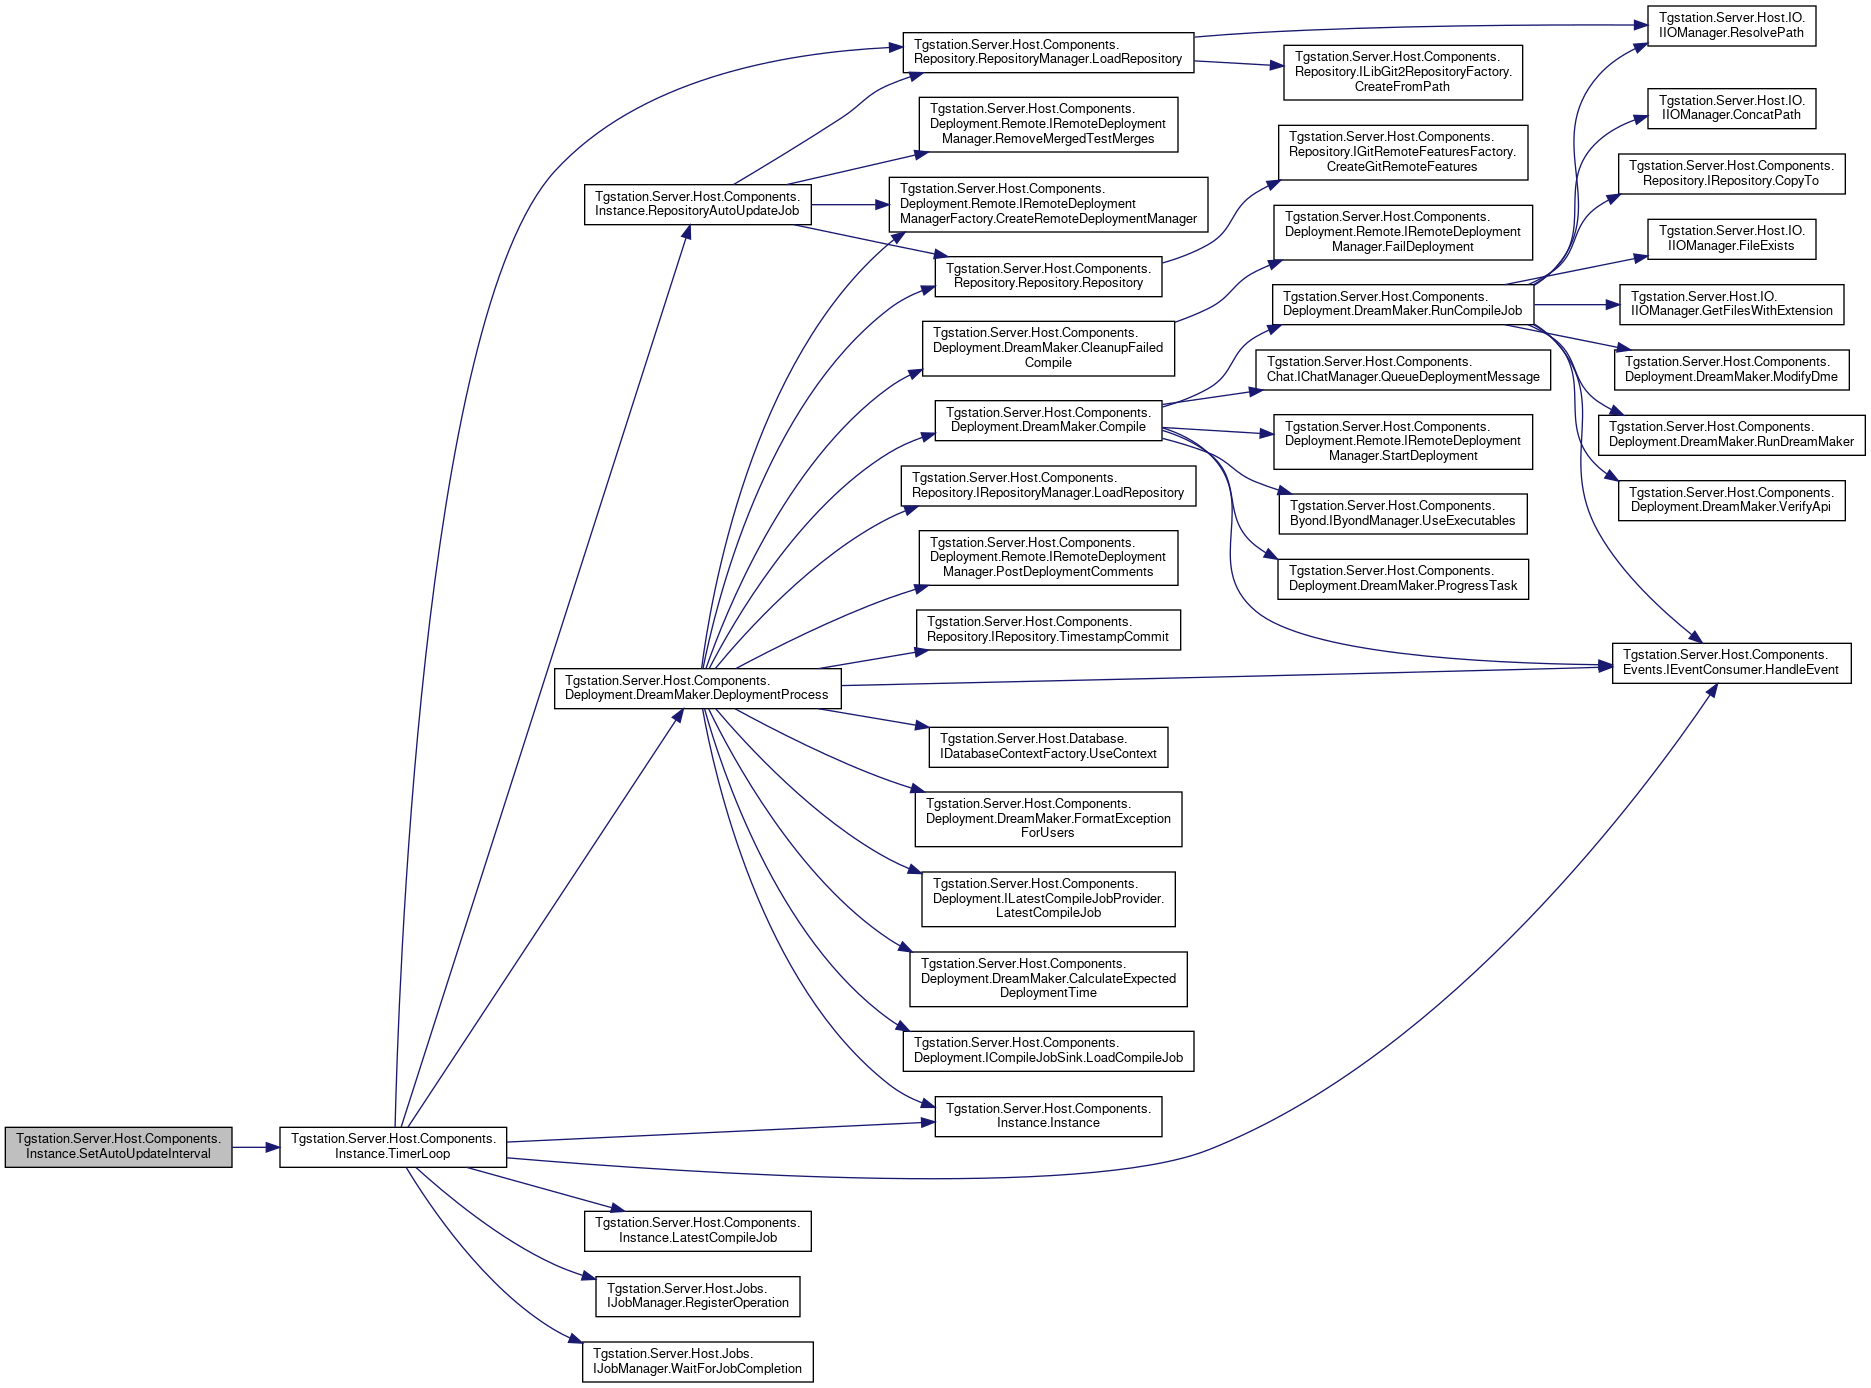 Tgstation.Server.Host.Components.
Instance.SetAutoUpdateInterval
Tgstation.Server.Host.Components.
Instance.TimerLoop
Tgstation.Server.Host.Components.
Instance.RepositoryAutoUpdateJob
Tgstation.Server.Host.Components.
Deployment.DreamMaker.DeploymentProcess
Tgstation.Server.Host.Components.
Instance.LatestCompileJob
Tgstation.Server.Host.Jobs.
IJobManager.RegisterOperation
Tgstation.Server.Host.Jobs.
IJobManager.WaitForJobCompletion
Tgstation.Server.Host.Components.
Repository.RepositoryManager.LoadRepository
Tgstation.Server.Host.Components.
Deployment.Remote.IRemoteDeployment
Manager.RemoveMergedTestMerges
Tgstation.Server.Host.Components.
Deployment.Remote.IRemoteDeployment
ManagerFactory.CreateRemoteDeploymentManager
Tgstation.Server.Host.Components.
Repository.Repository.Repository
Tgstation.Server.Host.Components.
Deployment.DreamMaker.CleanupFailed
Compile
Tgstation.Server.Host.Components.
Deployment.DreamMaker.Compile
Tgstation.Server.Host.Components.
Repository.IRepositoryManager.LoadRepository
Tgstation.Server.Host.Components.
Deployment.Remote.IRemoteDeployment
Manager.PostDeploymentComments
Tgstation.Server.Host.Components.
Repository.IRepository.TimestampCommit
Tgstation.Server.Host.Database.
IDatabaseContextFactory.UseContext
Tgstation.Server.Host.Components.
Deployment.DreamMaker.FormatException
ForUsers
Tgstation.Server.Host.Components.
Deployment.ILatestCompileJobProvider.
LatestCompileJob
Tgstation.Server.Host.Components.
Deployment.DreamMaker.CalculateExpected
DeploymentTime
Tgstation.Server.Host.Components.
Deployment.ICompileJobSink.LoadCompileJob
Tgstation.Server.Host.Components.
Instance.Instance
Tgstation.Server.Host.Components.
Repository.ILibGit2RepositoryFactory.
CreateFromPath
Tgstation.Server.Host.Components.
Repository.IGitRemoteFeaturesFactory.
CreateGitRemoteFeatures
Tgstation.Server.Host.Components.
Deployment.Remote.IRemoteDeployment
Manager.FailDeployment
Tgstation.Server.Host.Components.
Deployment.DreamMaker.RunCompileJob
Tgstation.Server.Host.Components.
Chat.IChatManager.QueueDeploymentMessage
Tgstation.Server.Host.Components.
Deployment.Remote.IRemoteDeployment
Manager.StartDeployment
Tgstation.Server.Host.Components.
Byond.IByondManager.UseExecutables
Tgstation.Server.Host.Components.
Deployment.DreamMaker.ProgressTask
Tgstation.Server.Host.IO.
IIOManager.ResolvePath
Tgstation.Server.Host.IO.
IIOManager.ConcatPath
Tgstation.Server.Host.Components.
Repository.IRepository.CopyTo
Tgstation.Server.Host.IO.
IIOManager.FileExists
Tgstation.Server.Host.IO.
IIOManager.GetFilesWithExtension
Tgstation.Server.Host.Components.
Deployment.DreamMaker.ModifyDme
Tgstation.Server.Host.Components.
Deployment.DreamMaker.RunDreamMaker
Tgstation.Server.Host.Components.
Deployment.DreamMaker.VerifyApi
Tgstation.Server.Host.Components.
Events.IEventConsumer.HandleEvent